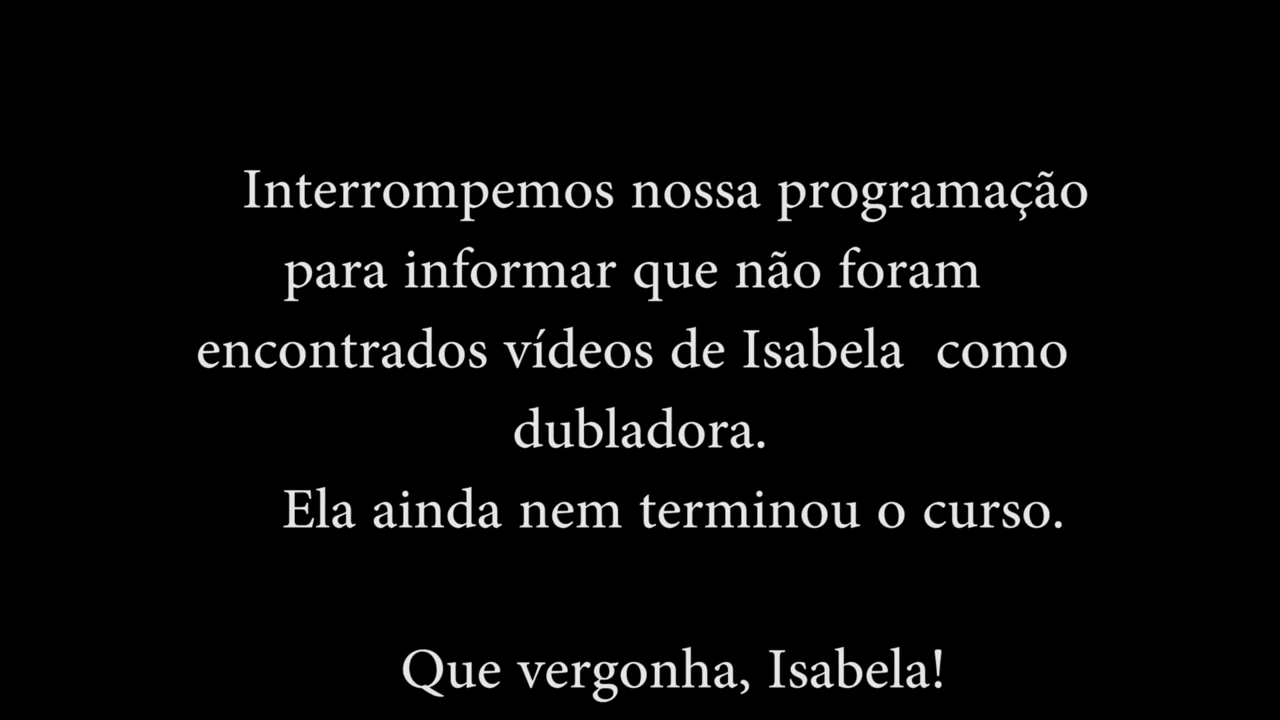 Interrompemos nossa programação
para informar que não foram
encontrados vídeos de Isabela  como
dubladora.
Ela ainda nem terminou o curso.
Que vergonha, Isabela!